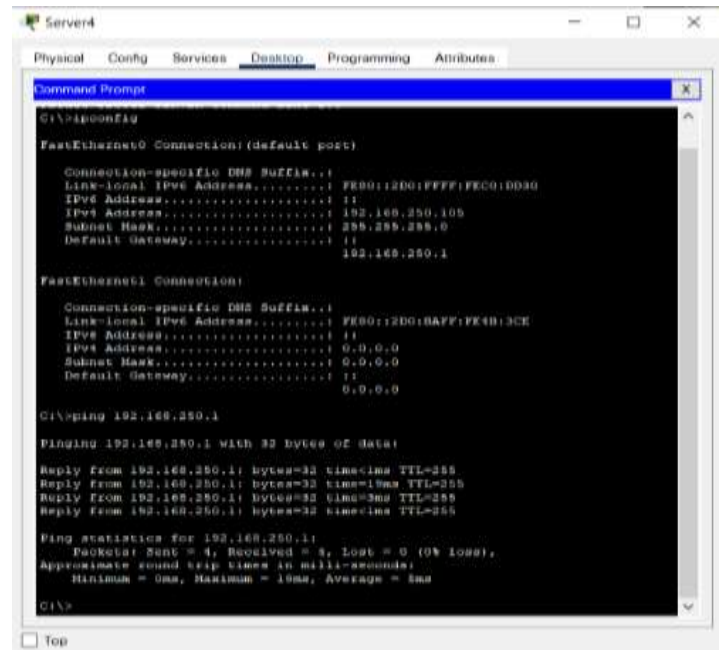 Server4
Physical Config Services Desktop Programming Attributes
Command Prompt X
C:\>ipconfig
FastEthernet0 Connection:(default port)
Connection-specific DNS Suffix..:
Link-local IPv6 Address.........: FE80::2D0:FFFF:FEC0:DD30
IPv6 Address....................: ::
IPv4 Address....................: 192.168.250.105
Subnet Mask.....................: 255.255.255.0
Default Gateway.................: ::
192.168.250.1
FastEthernet1 Connection:
Connection-specific DNS Suffix..:
Link-local IPv6 Address.........: FE80::2D0:BAFF:FE4B:3CE
IPv6 Address....................: ::
IPv4 Address....................: 0.0.0.0
Subnet Mask.....................: 0.0.0.0
Default Gateway.................: ::
0.0.0.0
C:\>ping 192.168.250.1
Pinging 192.168.250.1 with 32 bytes of data:
Reply from 192.168.250.1: bytes=32 time<1ms TTL=255
Reply from 192.168.250.1: bytes=32 time=19ms TTL=255
Reply from 192.168.250.1: bytes=32 time=3ms TTL=255
Reply from 192.168.250.1: bytes=32 time<1ms TTL=255
Ping statistics for 192.168.250.1:
Packets: Sent = 4, Received = 4, Lost = 0 (0% loss),
Approximate round trip times in milli-seconds:
Minimum = 0ms, Maximum = 19ms, Average = 5ms
C:\>
Top